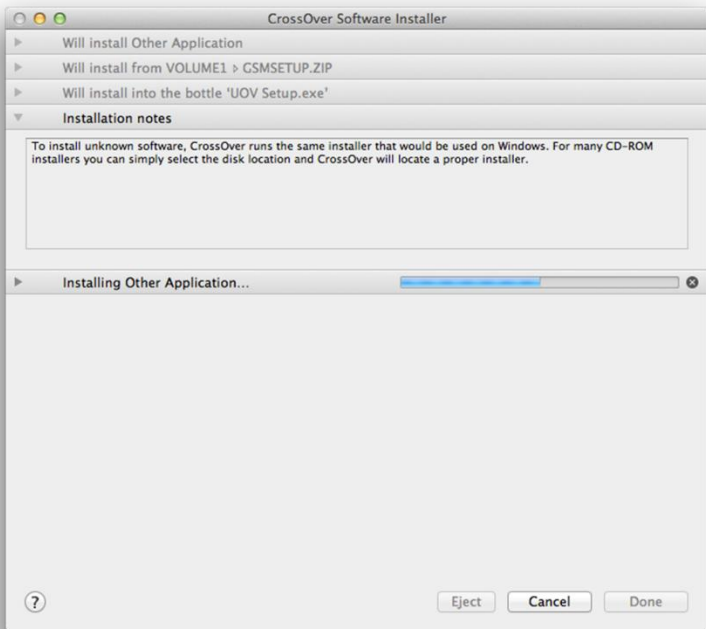 CrossOver Software Installer
Will install Other Application
Will install from VOLUME1 ▹ GSMSETUP.ZIP
Will install into the bottle 'UOV Setup.exe'
Installation notes
To install unknown software, CrossOver runs the same installer that would be used on Windows. For many CD-ROM
installers you can simply select the disk location and CrossOver will locate a proper installer.
Installing Other Application...
?
Eject
Cancel
Done